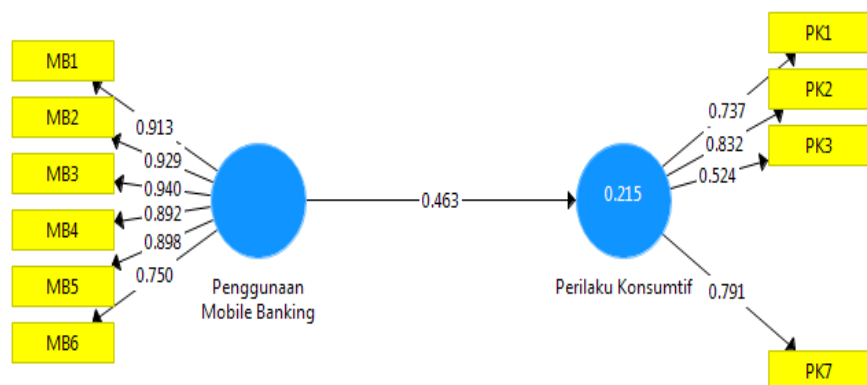 MB1
MB2
MB3
MB4
MB5
MB6
0.913
0.929
0.940
0.892
0.898
0.750
Penggunaan
Mobile Banking
0.463
0.215
Perilaku Konsumtif
0.737
0.832
0.524
0.791
PK1
PK2
PK3
PK7